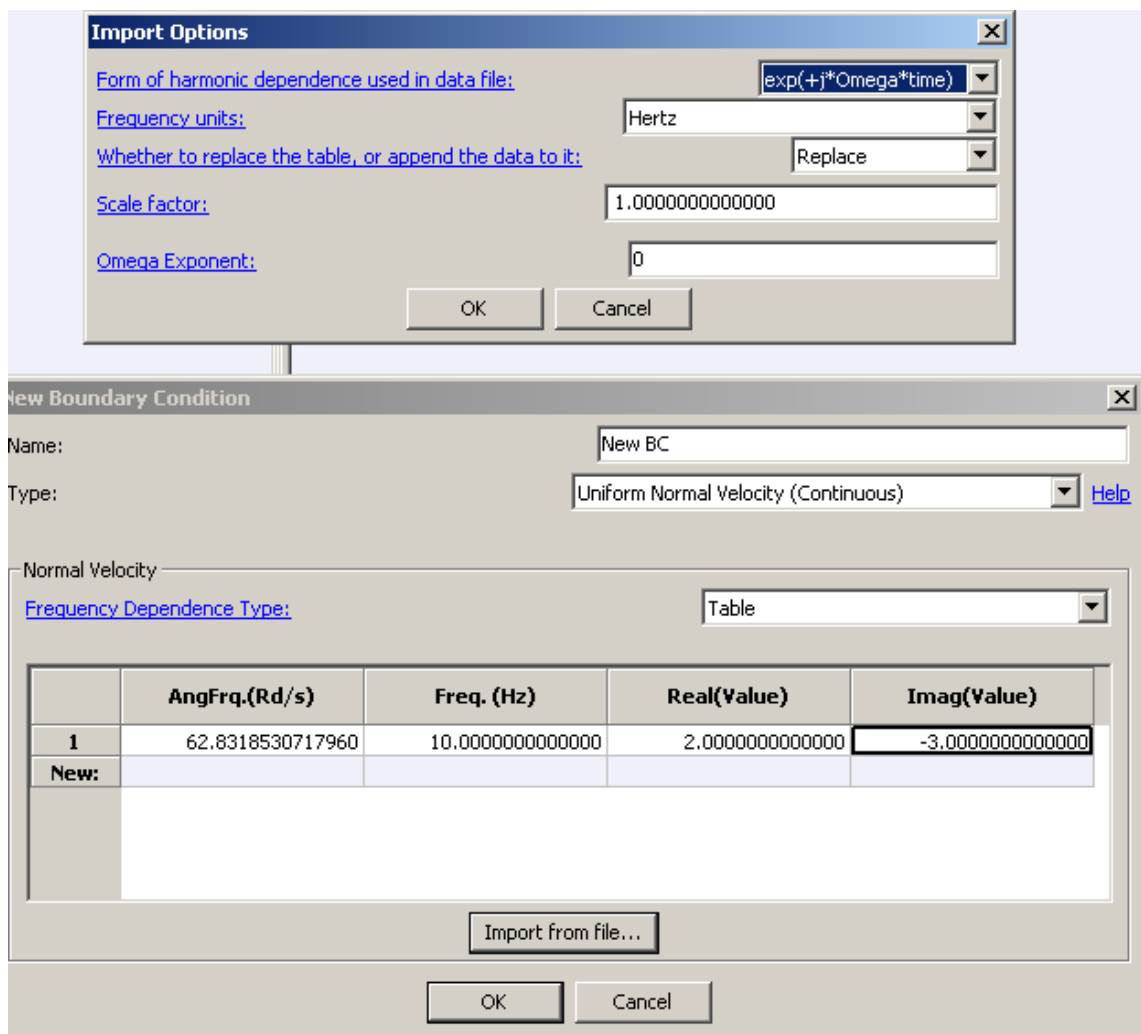 Import Options
Form of harmonic dependence used in data file: exp(+j*Omega*time)
Frequency units: Hertz
Whether to replace the table, or append the data to it: Replace
Scale factor: 1.0000000000000
Omega Exponent: 0
OK Cancel
New Boundary Condition
Name: New BC
Type: Uniform Normal Velocity (Continuous) Help
Normal Velocity
Frequency Dependence Type: Table
AngFrq.(Rd/s) Freq. (Hz) Real(Value) Imag(Value)
1 62.8318530717960 10.0000000000000 2.0000000000000 -3.0000000000000
New:
Import from file...
OK Cancel